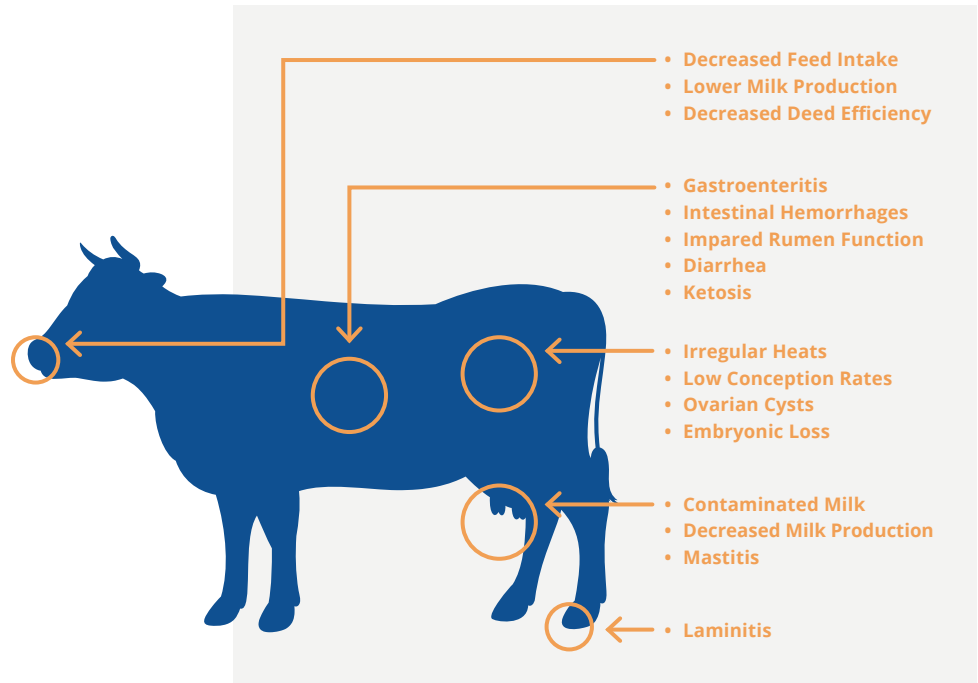 • Decreased Feed Intake
• Lower Milk Production
• Decreased Deed Efficiency
• Gastroenteritis
• Intestinal Hemorrhages
• Impared Rumen Function
• Diarrhea
• Ketosis
• Irregular Heats
• Low Conception Rates
• Ovarian Cysts
• Embryonic Loss
• Contaminated Milk
• Decreased Milk Production
• Mastitis
• Laminitis